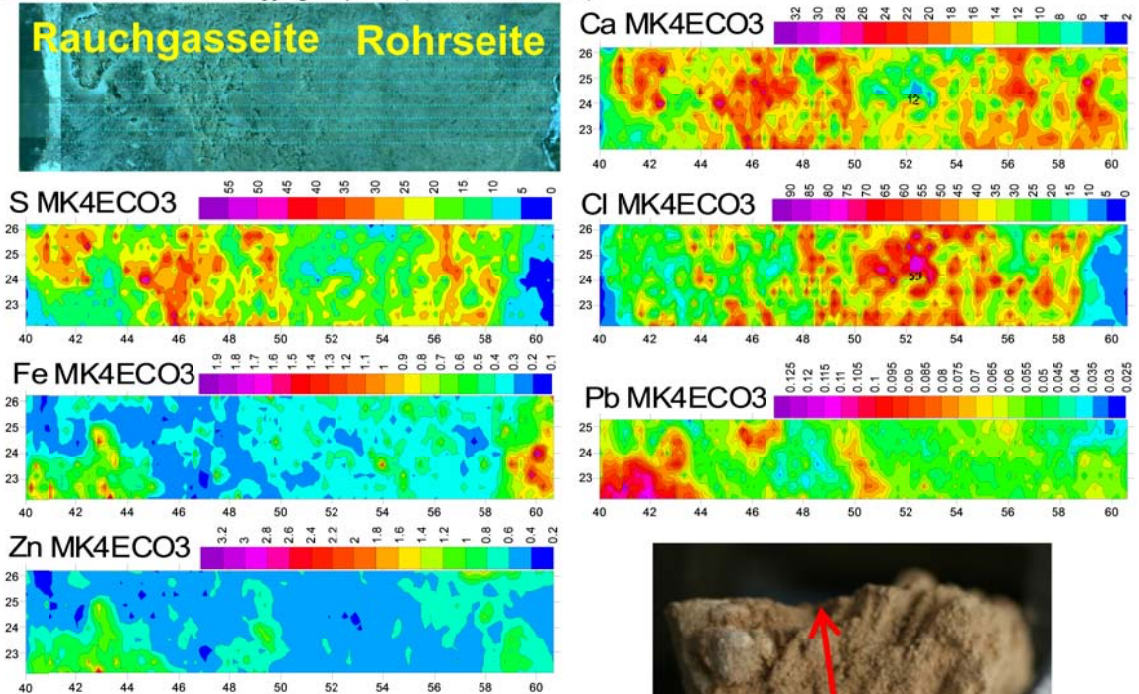 Rauchgasseite Rohrseite
Ca MK4ECO3
32 30 28 26 24 22 20 18 16 14 12 10 8 6 4 2
26
25
24
23
12
40 42 44 46 48 50 52 54 56 58 60
S MK4ECO3
55 50 45 40 35 30 25 20 15 10 5 0
26
25
24
23
40 42 44 46 48 50 52 54 56 58 60
Cl MK4ECO3
90 85 80 75 70 65 60 55 50 45 40 35 30 25 20 15 10 5 0
26
25
24
23
40 42 44 46 48 50 52 54 56 58 60
Fe MK4ECO3
1.9 1.8 1.7 1.6 1.5 1.4 1.3 1.2 1.1 1 0.9 0.8 0.7 0.6 0.5 0.4 0.3 0.2 0.1
26
25
24
23
40 42 44 46 48 50 52 54 56 58 60
Pb MK4ECO3
0.125 0.12 0.115 0.11 0.105 0.1 0.095 0.09 0.085 0.08 0.075 0.07 0.065 0.06 0.055 0.05 0.045 0.04 0.035 0.03 0.025
26
25
24
23
40 42 44 46 48 50 52 54 56 58 60
Zn MK4ECO3
3.2 3 2.8 2.6 2.4 2.2 2 1.8 1.6 1.4 1.2 1 0.8 0.6 0.4 0.2
26
25
24
23
40 42 44 46 48 50 52 54 56 58 60